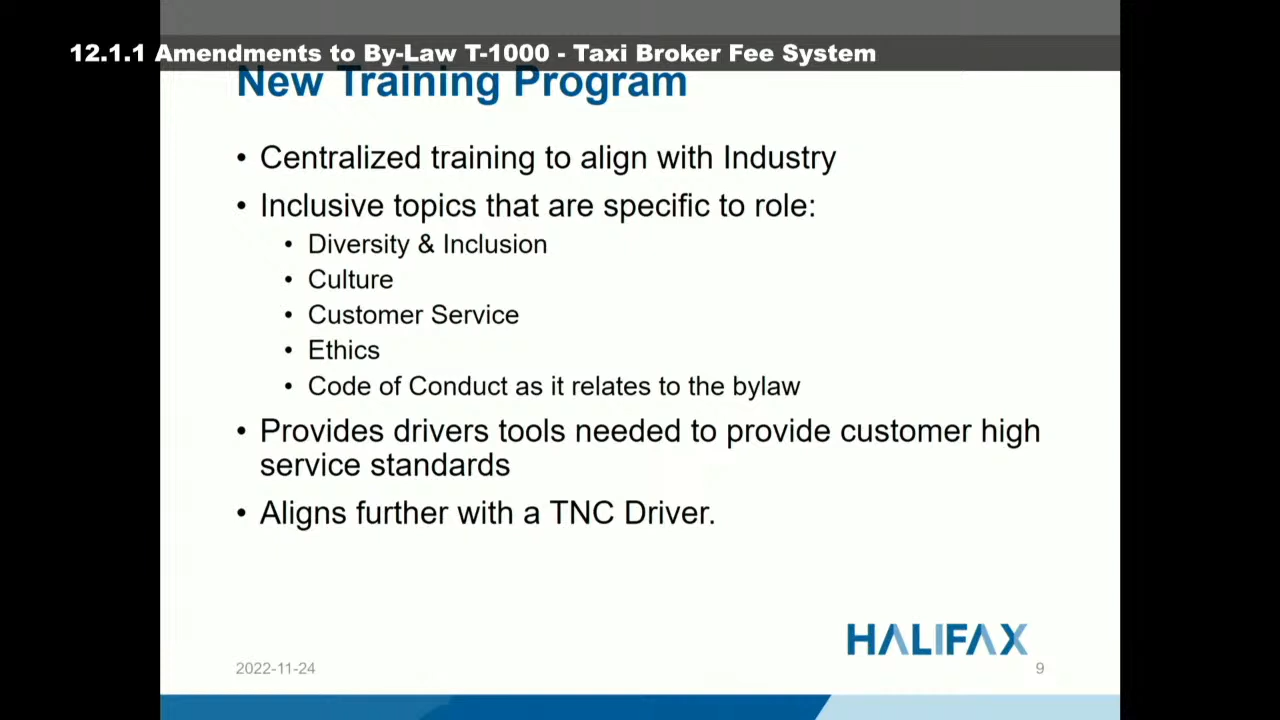 12.1.1 Amendments to By-Law T-1000 - Taxi Broker Fee System
New Training Program
• Centralized training to align with Industry
• Inclusive topics that are specific to role:
• Diversity & Inclusion
• Culture
• Customer Service
• Ethics
• Code of Conduct as it relates to the bylaw
• Provides drivers tools needed to provide customer high
service standards
• Aligns further with a TNC Driver.
HALIFAX
2022-11-24
9